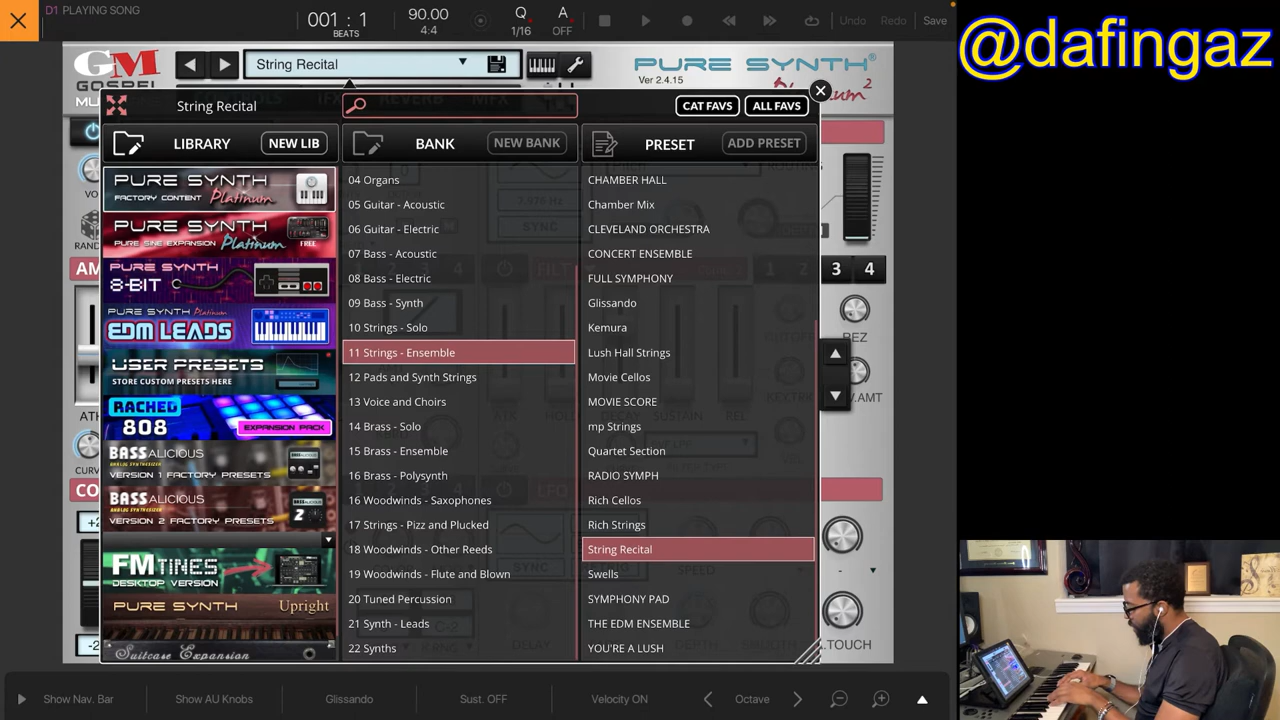 D1 PLAYING SONG
001 : 1
BEATS
90.00
4:4
Q
1/16
A
OFF
Undo
Redo
Save
@dafingaz
GM
GOSPEL
String Recital
PURE SYNTH®
Ver 2.4.15
String Recital
CAT FAVS
ALL FAVS
LIBRARY
NEW LIB
BANK
NEW BANK
PRESET
ADD PRESET
PURE SYNTH
Platinum
FACTORY CONTENT
PURE SYNTH
Platinum
PURE SINE EXPANSION
FREE
PURE SYNTH
8-BIT
PURE SYNTH Platinum
EDM LEADS
USER PRESETS
STORE CUSTOM PRESETS HERE
RACHED
808
EXPANSION PACK
BASSALICIOUS
ANALOG SYNTHESIZER
VERSION 1 FACTORY PRESETS
BASSALICIOUS
ANALOG SYNTHESIZER
2
VERSION 2 FACTORY PRESETS
FMTINES
DESKTOP VERSION
PURE SYNTH Upright
Suitcase Expansion
04 Organs
05 Guitar - Acoustic
06 Guitar - Electric
07 Bass - Acoustic
08 Bass - Electric
09 Bass - Synth
10 Strings - Solo
11 Strings - Ensemble
12 Pads and Synth Strings
13 Voice and Choirs
14 Brass - Solo
15 Brass - Ensemble
16 Brass - Polysynth
16 Woodwinds - Saxophones
17 Strings - Pizz and Plucked
18 Woodwinds - Other Reeds
19 Woodwinds - Flute and Blown
20 Tuned Percussion
21 Synth - Leads
22 Synths
CHAMBER HALL
Chamber Mix
CLEVELAND ORCHESTRA
CONCERT ENSEMBLE
FULL SYMPHONY
Glissando
Kemura
Lush Hall Strings
Movie Cellos
MOVIE SCORE
mp Strings
Quartet Section
RADIO SYMPH
Rich Cellos
Rich Strings
String Recital
Swells
SYMPHONY PAD
THE EDM ENSEMBLE
YOU'RE A LUSH
3
4
Show Nav. Bar
Show AU Knobs
Glissando
Sust. OFF
Velocity ON
Octave